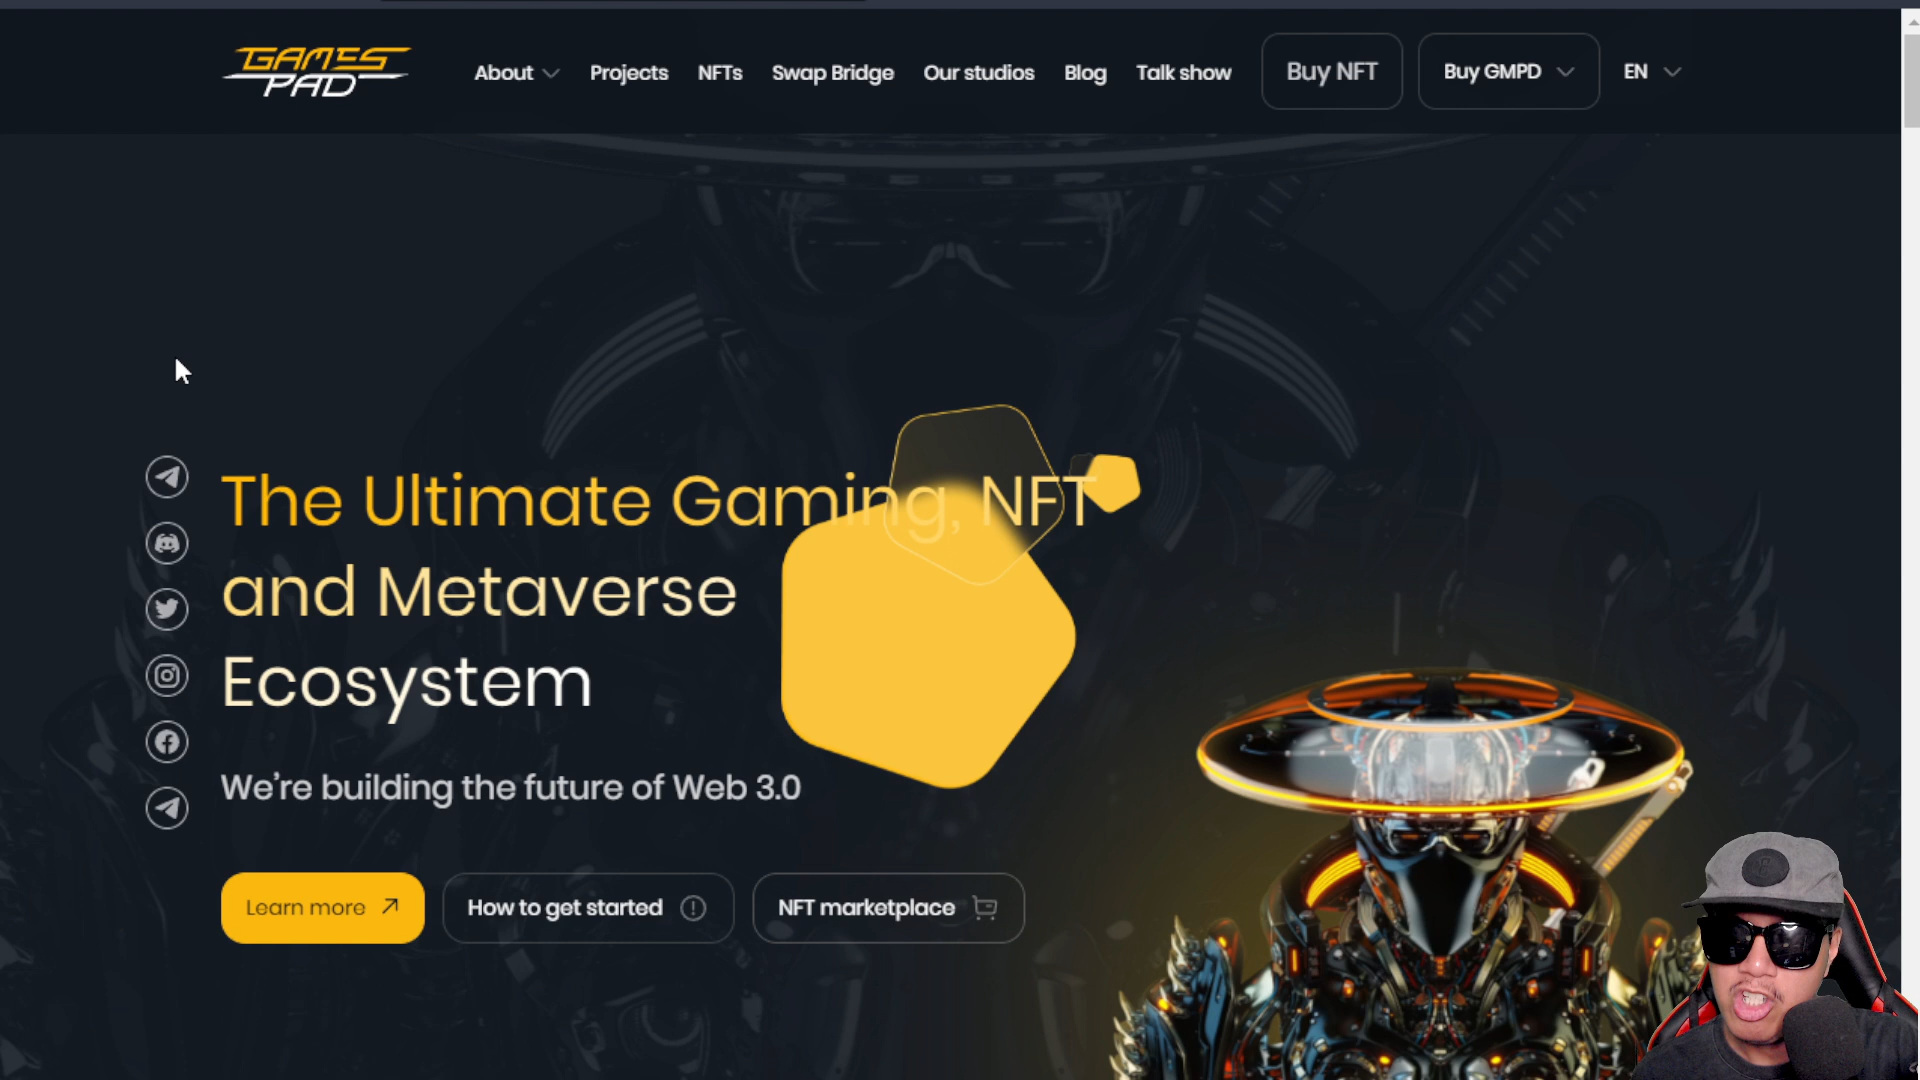 GAMES
PAD
About
Projects
NFTs
Swap Bridge
Our studios
Blog
Talk show
Buy NFT
Buy GMPD
EN
The Ultimate Gaming, NFT
and Metaverse
Ecosystem
We're building the future of Web 3.0
Learn more
How to get started
NFT marketplace